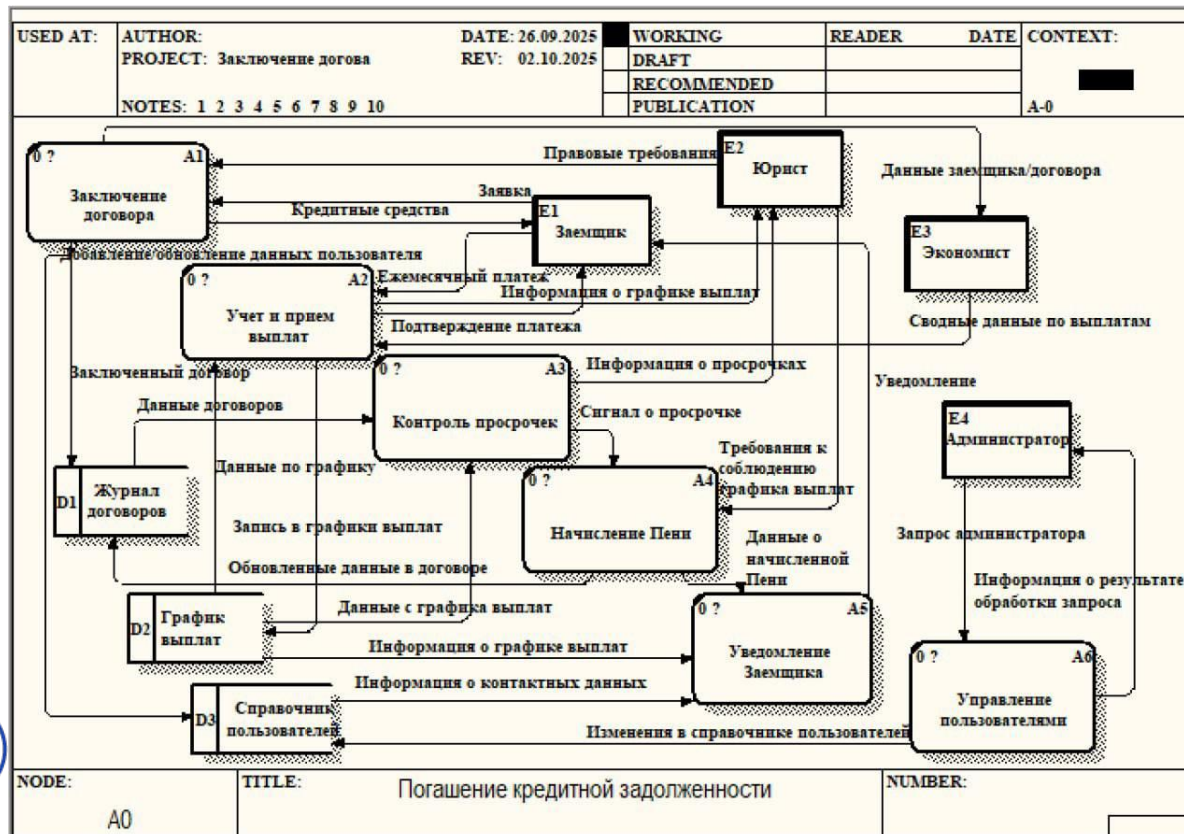 USED AT:
AUTHOR:
DATE: 26.09.2025
WORKING
READER
DATE
CONTEXT:
PROJECT: Заключение догова
REV: 02.10.2025
DRAFT
RECOMMENDED
NOTES: 1 2 3 4 5 6 7 8 9 10
PUBLICATION
A-0
0 ?
A1
Заключение
договора
Правовые требования
E2
Юрист
Данные заемщика/договора
Заявка
Кредитные средства
E1
Заемщик
E3
Экономист
Добавление/обновление данных пользователя
0 ?
A2
Учет и прием
выплат
Ежемесячный платеж
Информация о графике выплат
Подтверждение платежа
Сводные данные по выплатам
Заключенный договор
0 ?
A3
Контроль просрочек
Информация о просрочках
Уведомление
Данные договоров
Сигнал о просрочке
E4
Администратор
Данные по графику
Требования к
соблюдению
графика выплат
D1
Журнал
договоров
0 ?
A4
Начисление Пени
Запись в графики выплат
Данные о
начисленной
Пени
Запрос администратора
Обновленные данные в договоре
Информация о результате
обработки запроса
D2
График
выплат
Данные с графика выплат
0 ?
A5
Уведомление
Заемщика
Информация о графике выплат
0 ?
A6
Управление
пользователями
Информация о контактных данных
D3
Справочник
пользователей
Изменения в справочнике пользователей
NODE:
TITLE:
Погашение кредитной задолженности
NUMBER:
A0